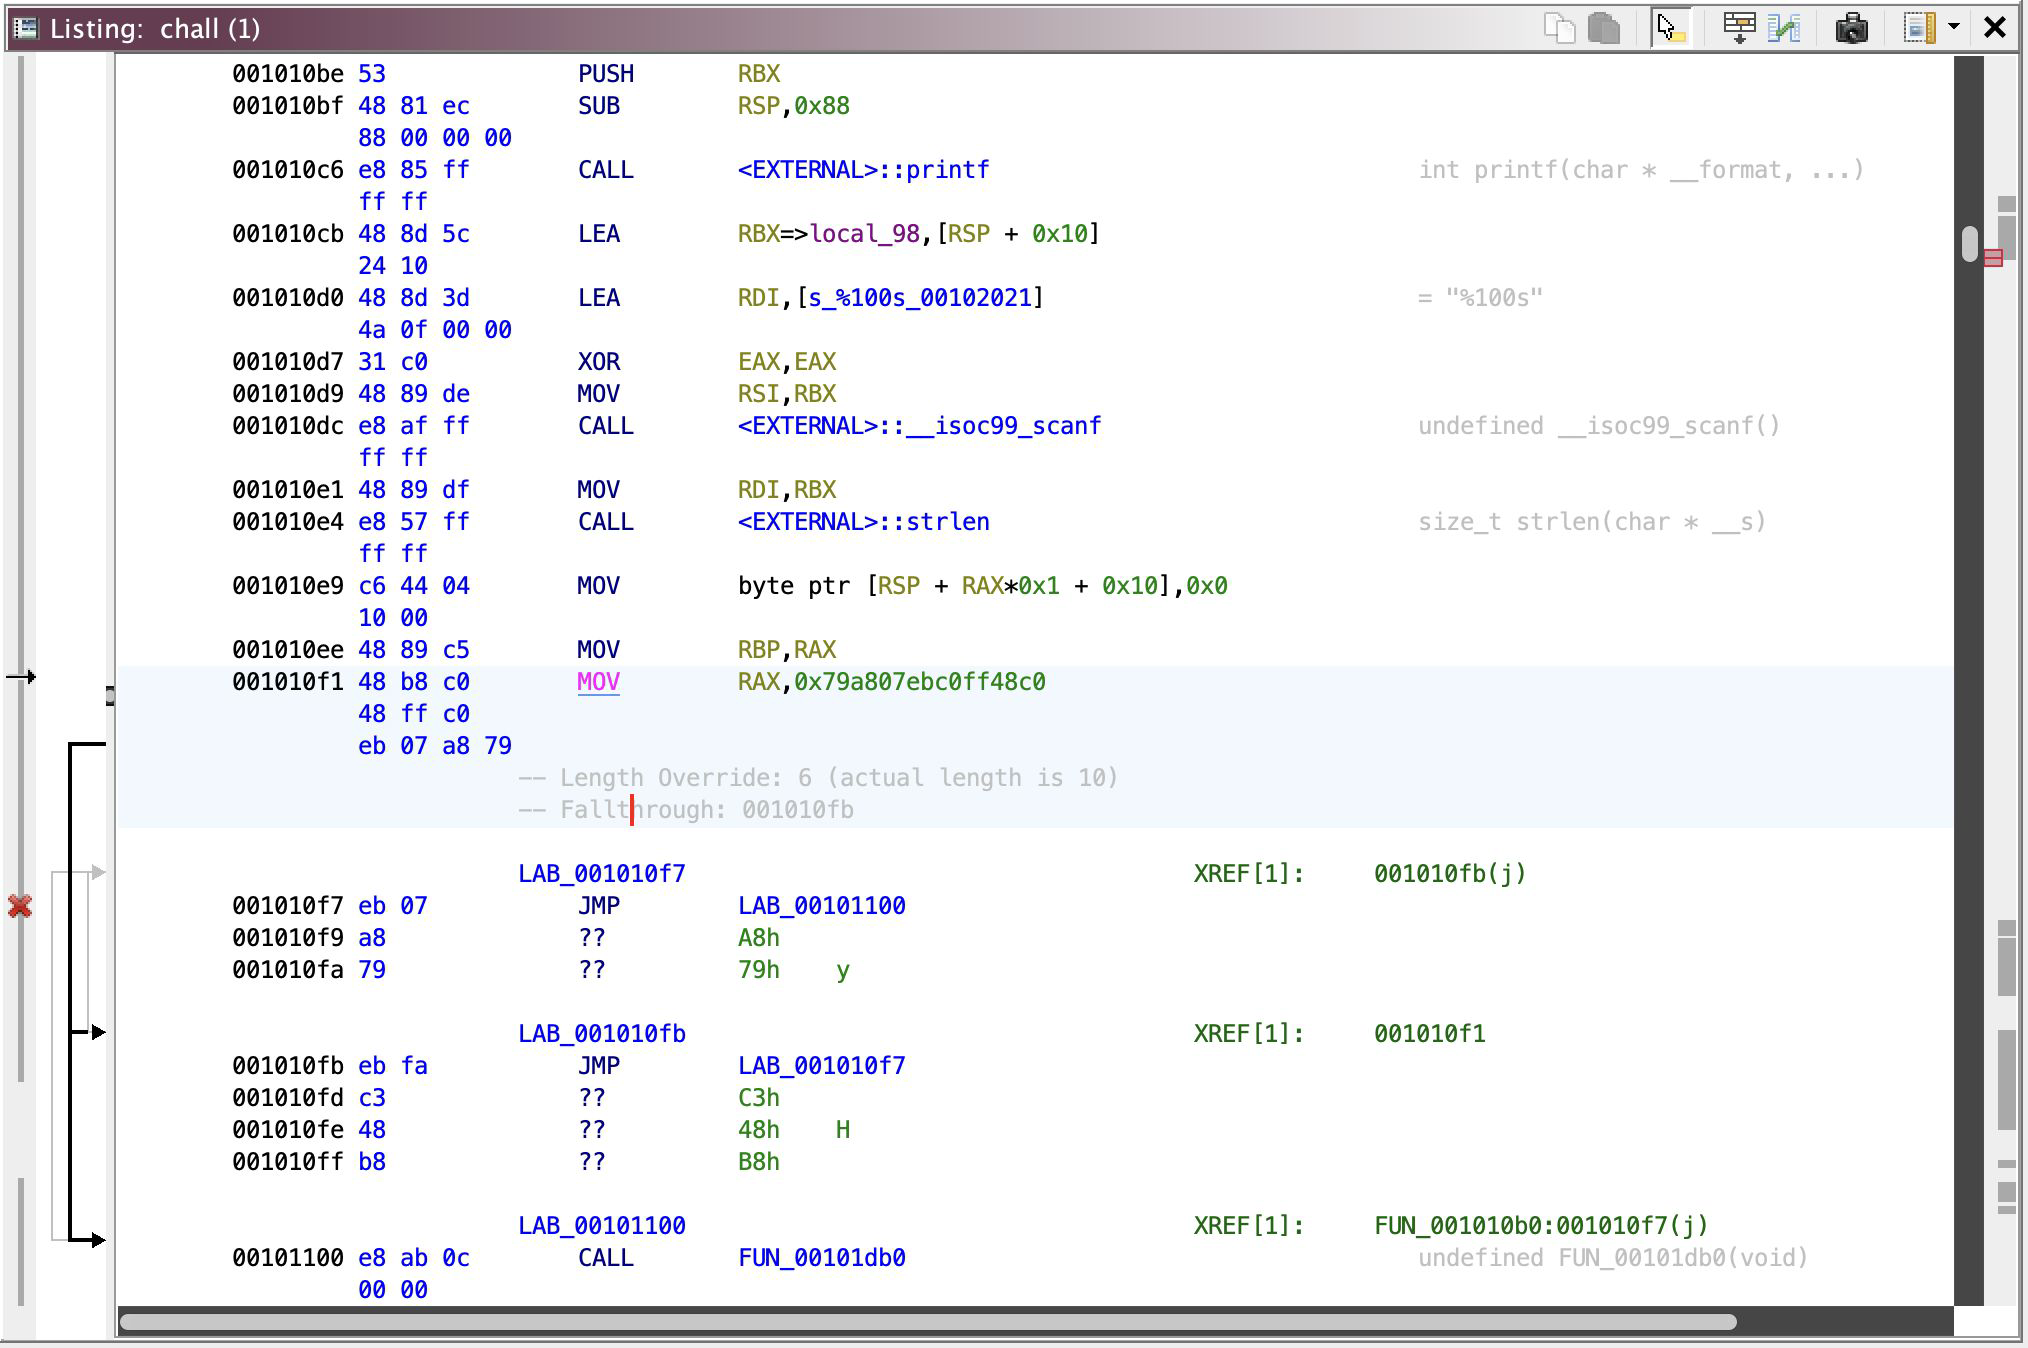 Listing: chall (1)
001010be 53 PUSH RBX
001010bf 48 81 ec SUB RSP,0x88
88 00 00 00
001010c6 e8 85 ff CALL <EXTERNAL>::printf int printf(char * __format, ...)
ff ff
001010cb 48 8d 5c LEA RBX=>local_98,[RSP + 0x10]
24 10
001010d0 48 8d 3d LEA RDI,[s_%100s_00102021] = "%100s"
4a 0f 00 00
001010d7 31 c0 XOR EAX,EAX
001010d9 48 89 de MOV RSI,RBX
001010dc e8 af ff CALL <EXTERNAL>::__isoc99_scanf undefined __isoc99_scanf()
ff ff
001010e1 48 89 df MOV RDI,RBX
001010e4 e8 57 ff CALL <EXTERNAL>::strlen size_t strlen(char * __s)
ff ff
001010e9 c6 44 04 MOV byte ptr [RSP + RAX*0x1 + 0x10],0x0
10 00
001010ee 48 89 c5 MOV RBP,RAX
001010f1 48 b8 c0 MOV RAX,0x79a807ebc0ff48c0
48 ff c0
eb 07 a8 79
-- Length Override: 6 (actual length is 10)
-- Fallthrough: 001010fb
LAB_001010f7 XREF[1]: 001010fb(j)
001010f7 eb 07 JMP LAB_00101100
001010f9 a8 ?? A8h
001010fa 79 ?? 79h y
LAB_001010fb XREF[1]: 001010f1
001010fb eb fa JMP LAB_001010f7
001010fd c3 ?? C3h
001010fe 48 ?? 48h H
001010ff b8 ?? B8h
LAB_00101100 XREF[1]: FUN_001010b0:001010f7(j)
00101100 e8 ab 0c CALL FUN_00101db0 undefined FUN_00101db0(void)
00 00